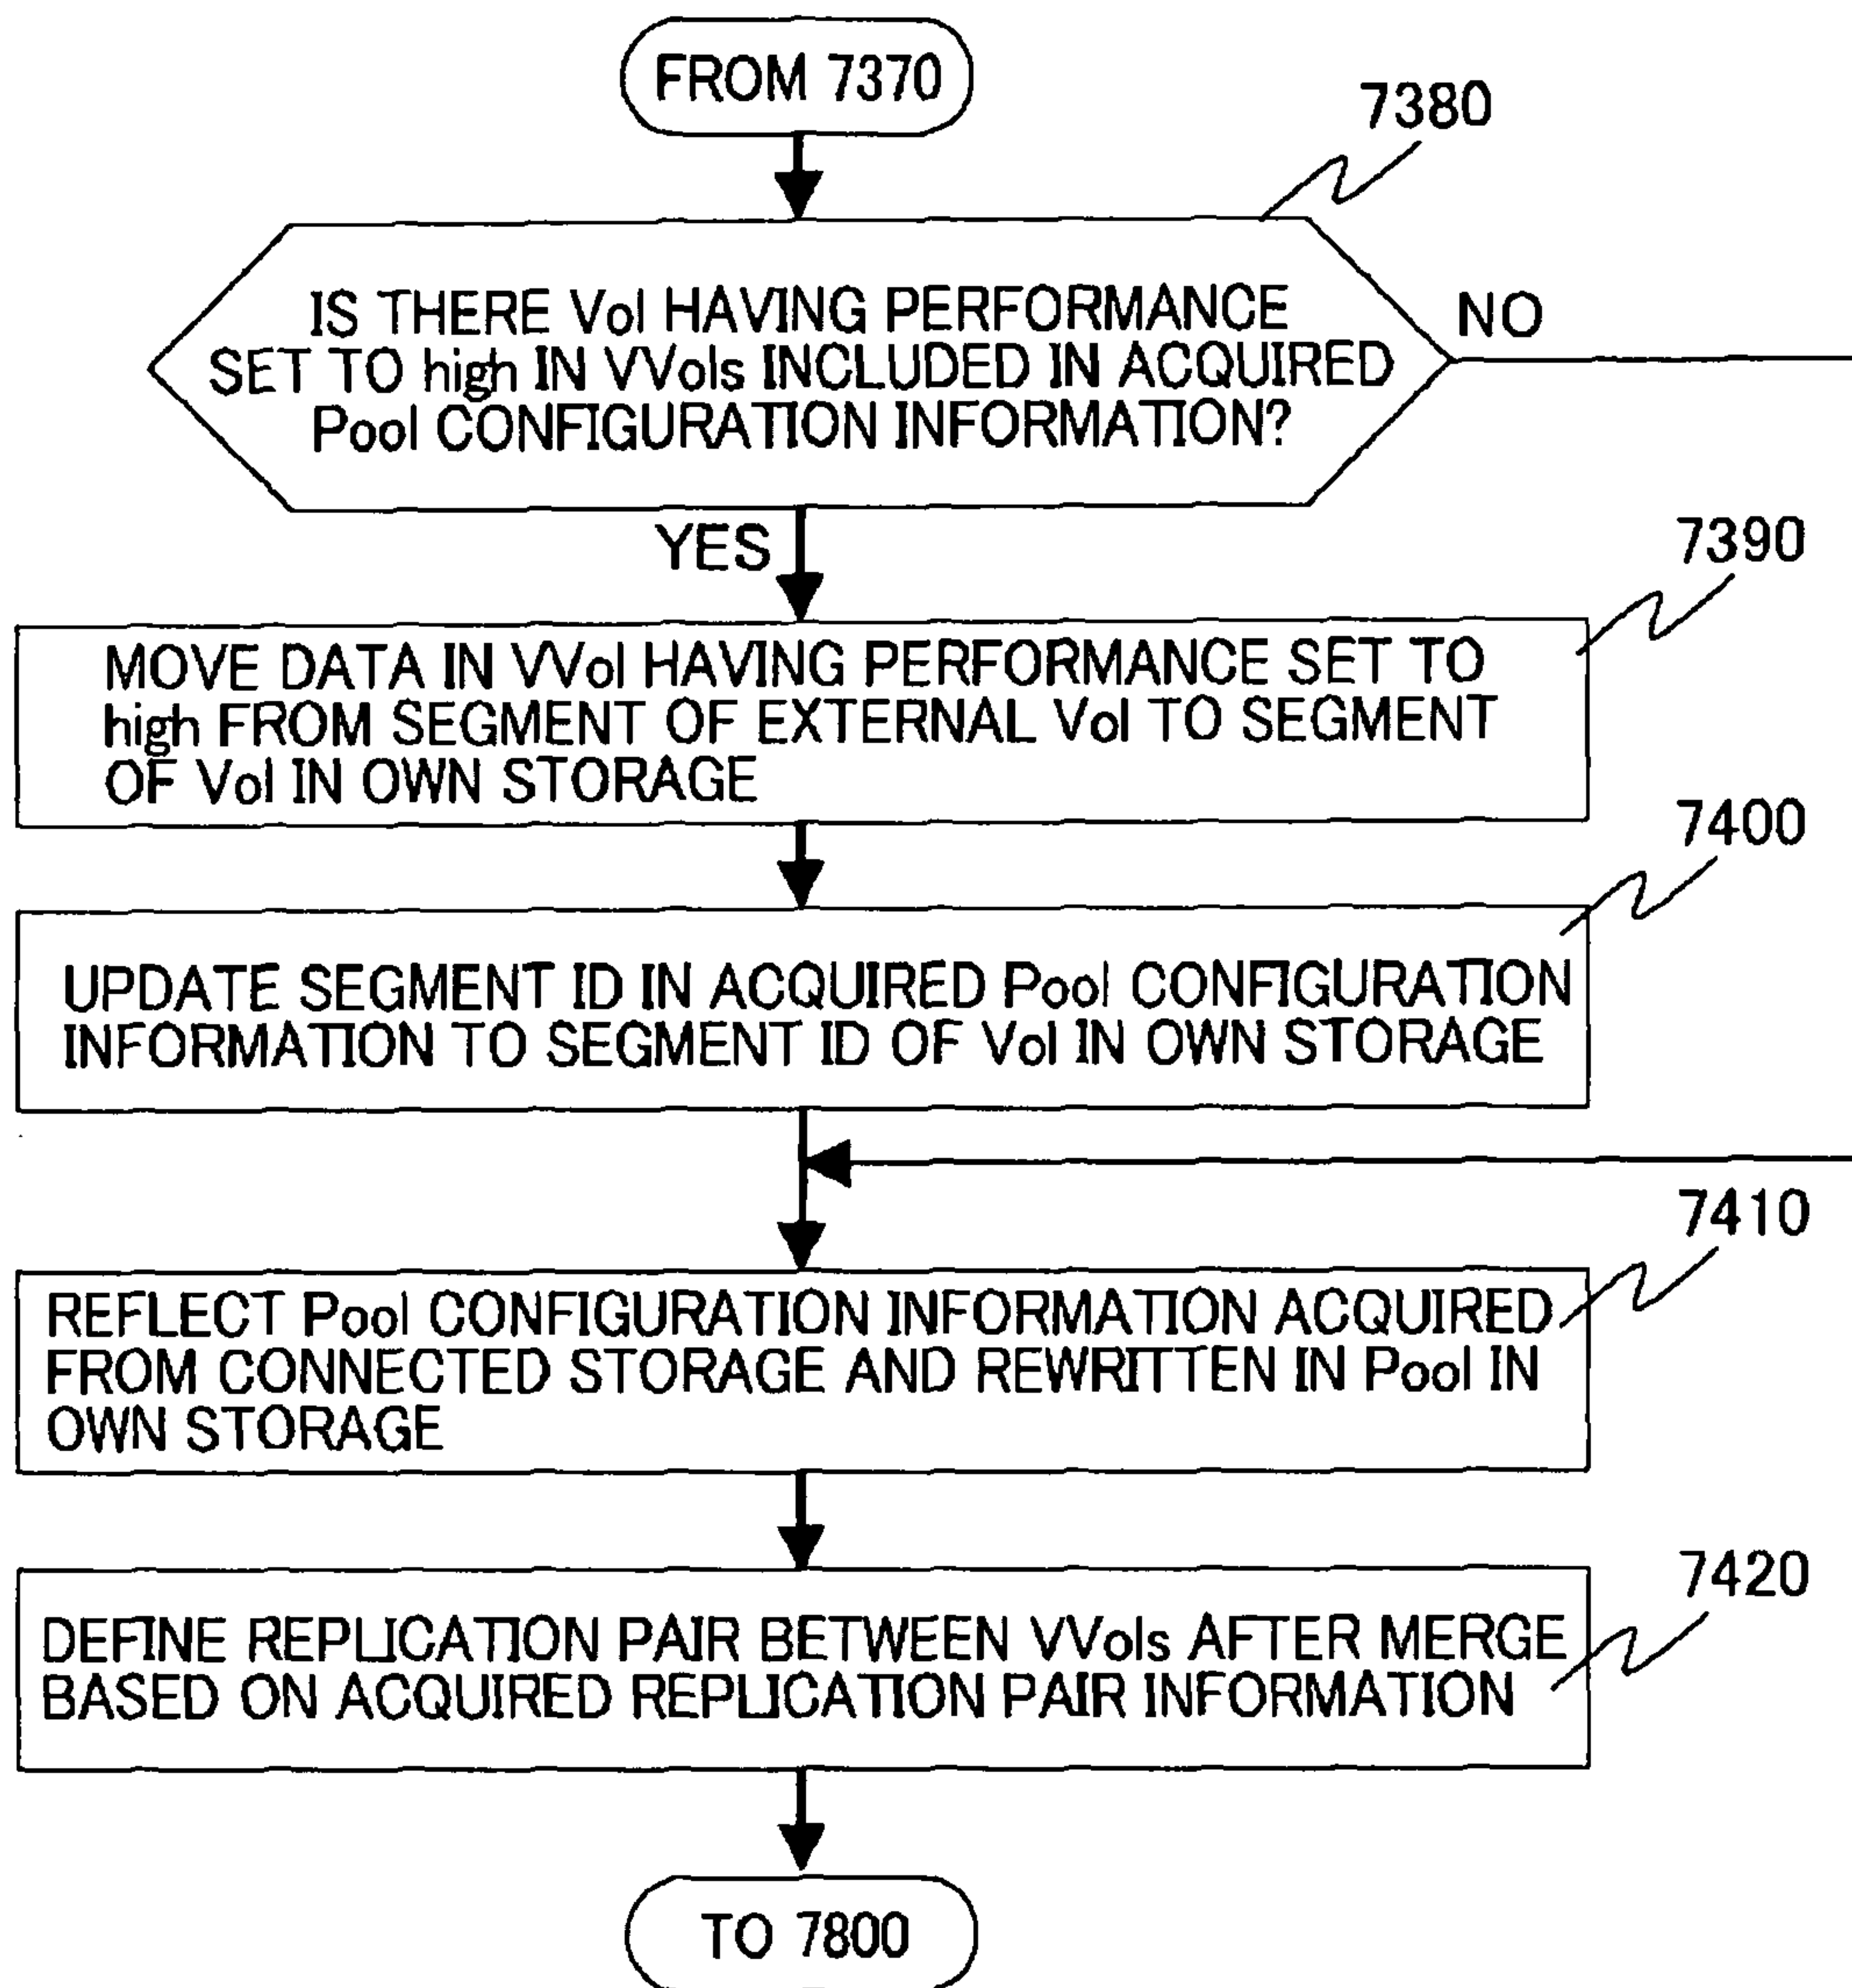 FROM 7370
7380
IS THERE Vol HAVING PERFORMANCE
SET TO high IN VVols INCLUDED IN ACQUIRED
Pool CONFIGURATION INFORMATION?
NO
YES
7390
MOVE DATA IN VVol HAVING PERFORMANCE SET TO
high FROM SEGMENT OF EXTERNAL Vol TO SEGMENT
OF Vol IN OWN STORAGE
7400
UPDATE SEGMENT ID IN ACQUIRED Pool CONFIGURATION
INFORMATION TO SEGMENT ID OF Vol IN OWN STORAGE
7410
REFLECT Pool CONFIGURATION INFORMATION ACQUIRED
FROM CONNECTED STORAGE AND REWRITTEN IN Pool IN
OWN STORAGE
7420
DEFINE REPLICATION PAIR BETWEEN VVols AFTER MERGE
BASED ON ACQUIRED REPLICATION PAIR INFORMATION
TO 7800